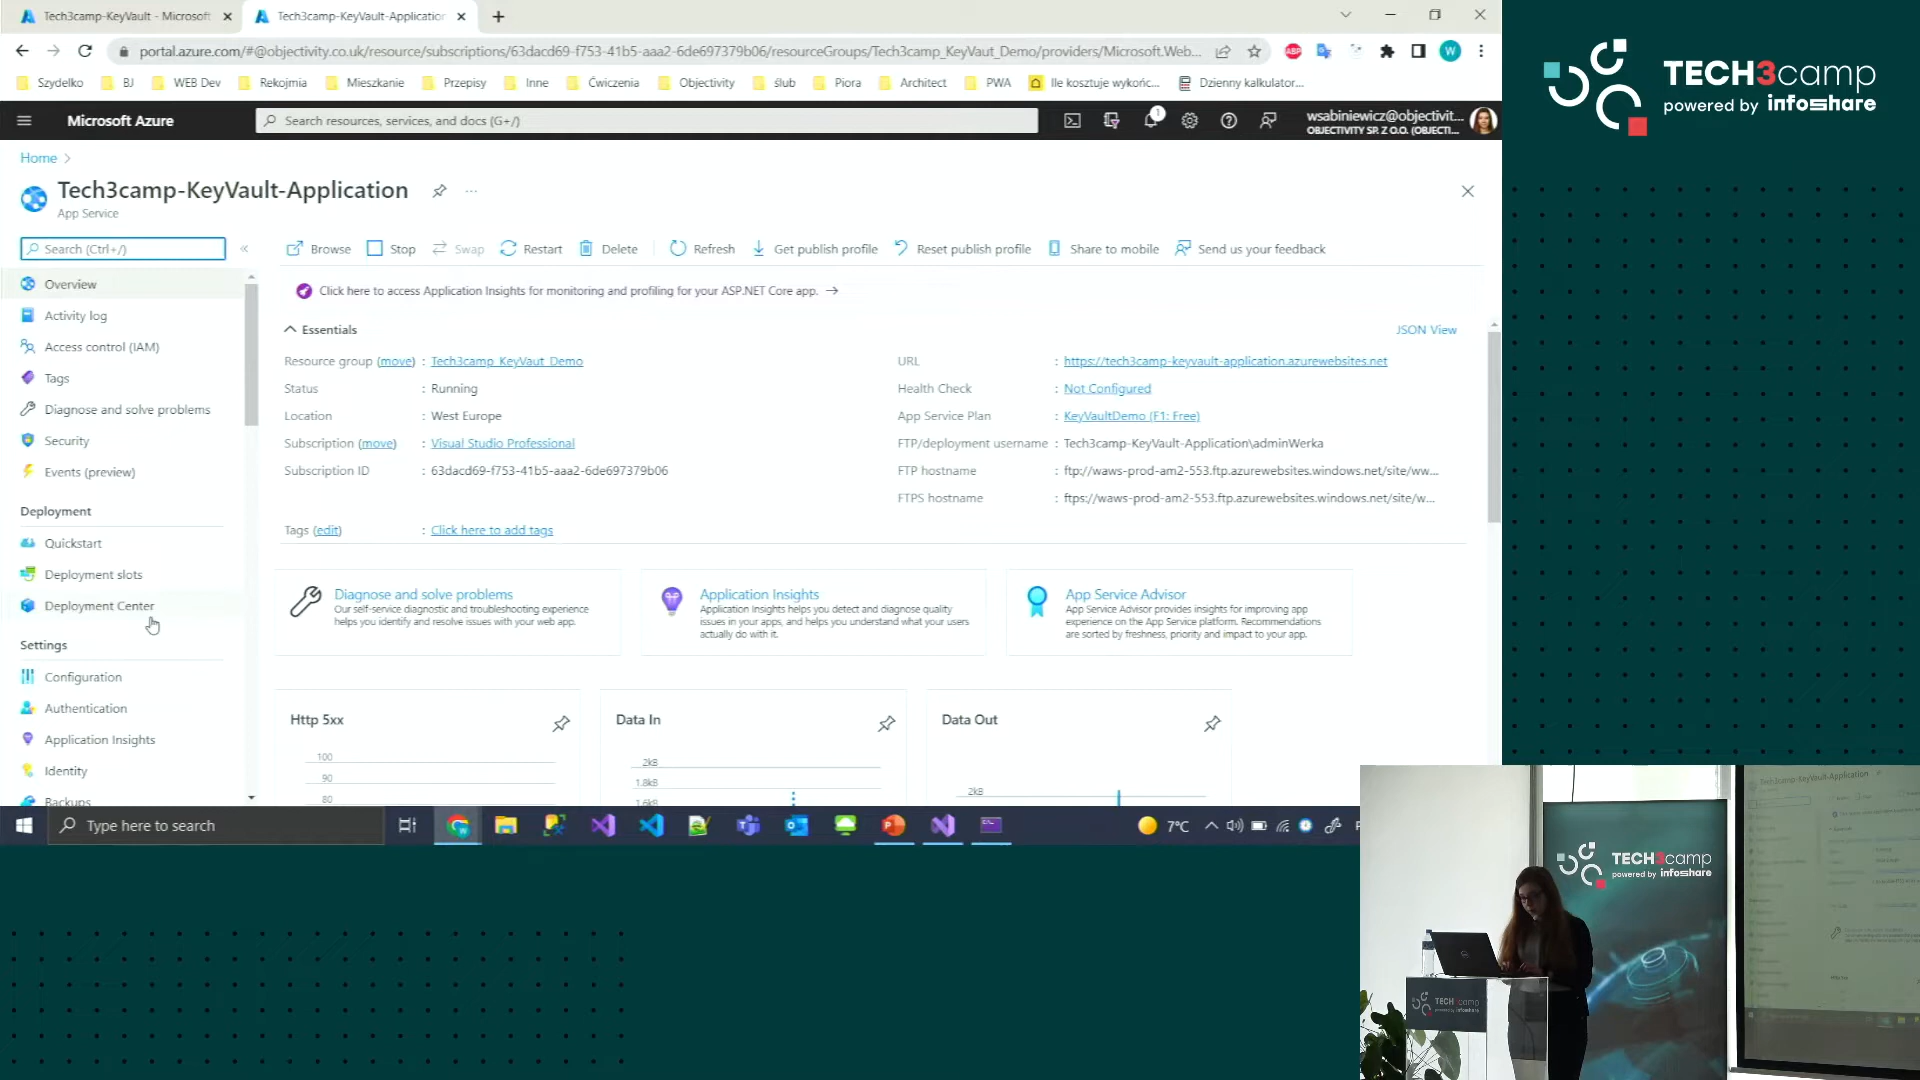 Tech3camp-KeyVault - Microsoft
Tech3camp-KeyVault-Application
portal.azure.com/#@objectivity.co.uk/resource/subscriptions/63dacd69-f753-41b5-aaa2-6de697379b06/resourceGroups/Tech3camp_KeyVaut_Demo/providers/Microsoft.Web...
ABP
W
Szydelko
BJ
WEB Dev
Rekojmia
Mieszkanie
Przepisy
Inne
Ćwiczenia
Objectivity
ślub
Piora
Architect
PWA
Ile kosztuje wykońc...
Dzienny kalkulator...
Microsoft Azure
Search resources, services, and docs (G+/)
1
wsabiniewicz@objectivit...
OBJECTIVITY SP. Z O.O. (OBJECTI...
Home
Tech3camp-KeyVault-Application
App Service
Search (Ctrl+/)
Browse
Stop
Swap
Restart
Delete
Refresh
Get publish profile
Reset publish profile
Share to mobile
Send us your feedback
Overview
Activity log
Access control (IAM)
Tags
Diagnose and solve problems
Security
Events (preview)
Deployment
Quickstart
Deployment slots
Deployment Center
Settings
Configuration
Authentication
Application Insights
Identity
Backups
Click here to access Application Insights for monitoring and profiling for your ASP.NET Core app.
Essentials
JSON View
Resource group (move) : Tech3camp_KeyVaut_Demo
Status : Running
Location : West Europe
Subscription (move) : Visual Studio Professional
Subscription ID : 63dacd69-f753-41b5-aaa2-6de697379b06
URL : https://tech3camp-keyvault-application.azurewebsites.net
Health Check : Not Configured
App Service Plan : KeyVaultDemo (F1: Free)
FTP/deployment username : Tech3camp-KeyVault-Application\adminWerka
FTP hostname : ftp://waws-prod-am2-553.ftp.azurewebsites.windows.net/site/ww...
FTPS hostname : ftps://waws-prod-am2-553.ftp.azurewebsites.windows.net/site/w...
Tags (edit) : Click here to add tags
Diagnose and solve problems
Our self-service diagnostic and troubleshooting experience
helps you identify and resolve issues with your web app.
Application Insights
Application Insights helps you detect and diagnose quality
issues in your apps, and helps you understand what your users
actually do with it.
App Service Advisor
App Service Advisor provides insights for improving app
experience on the App Service platform. Recommendations
are sorted by freshness, priority and impact to your app.
Http 5xx
100
90
80
Data In
2kB
1.8kB
1.6kB
Data Out
2kB
Type here to search
7°C
TECH3camp
powered by infoshare
TECH3camp
powered by infoshare
TECH3camp
powered by infoshare
Tech3camp-KeyVault-Application